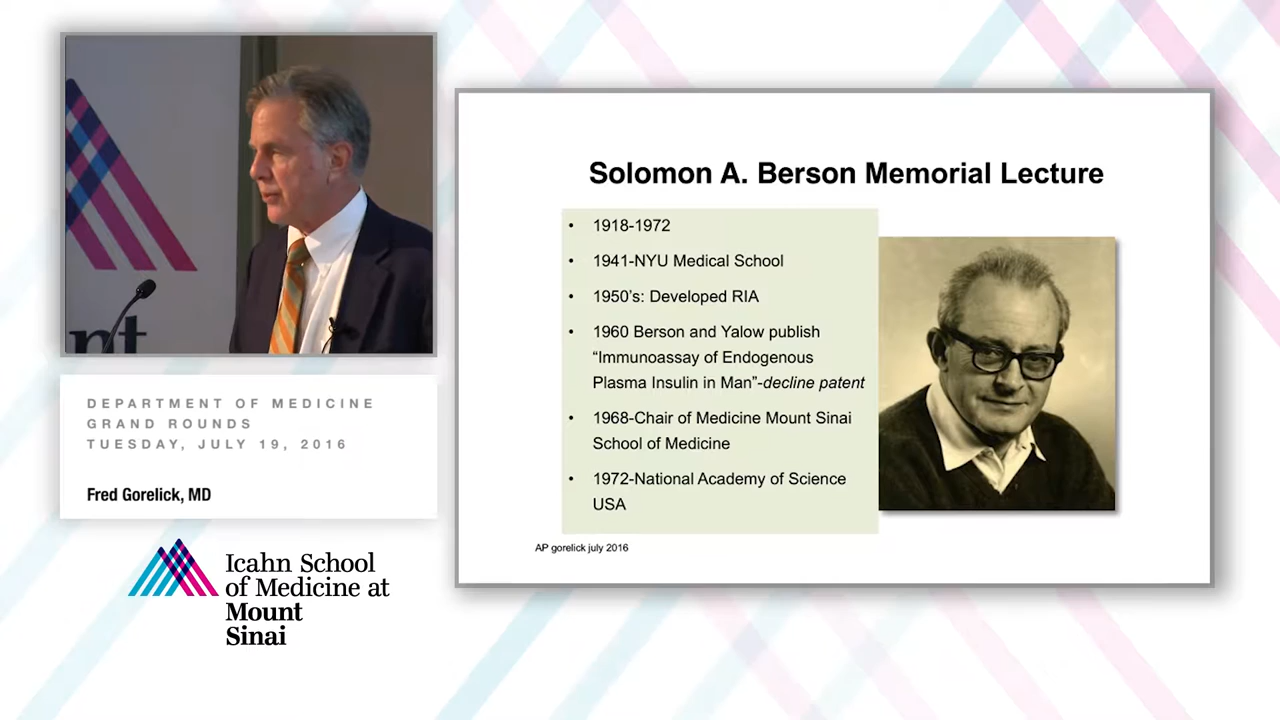 nt
DEPARTMENT OF MEDICINE
GRAND ROUNDS
TUESDAY, JULY 19, 2016
Fred Gorelick, MD
Icahn School
of Medicine at
Mount
Sinai
Solomon A. Berson Memorial Lecture
• 1918-1972
• 1941-NYU Medical School
• 1950's: Developed RIA
• 1960 Berson and Yalow publish
“Immunoassay of Endogenous
Plasma Insulin in Man”-decline patent
• 1968-Chair of Medicine Mount Sinai
School of Medicine
• 1972-National Academy of Science
USA
AP gorelick july 2016